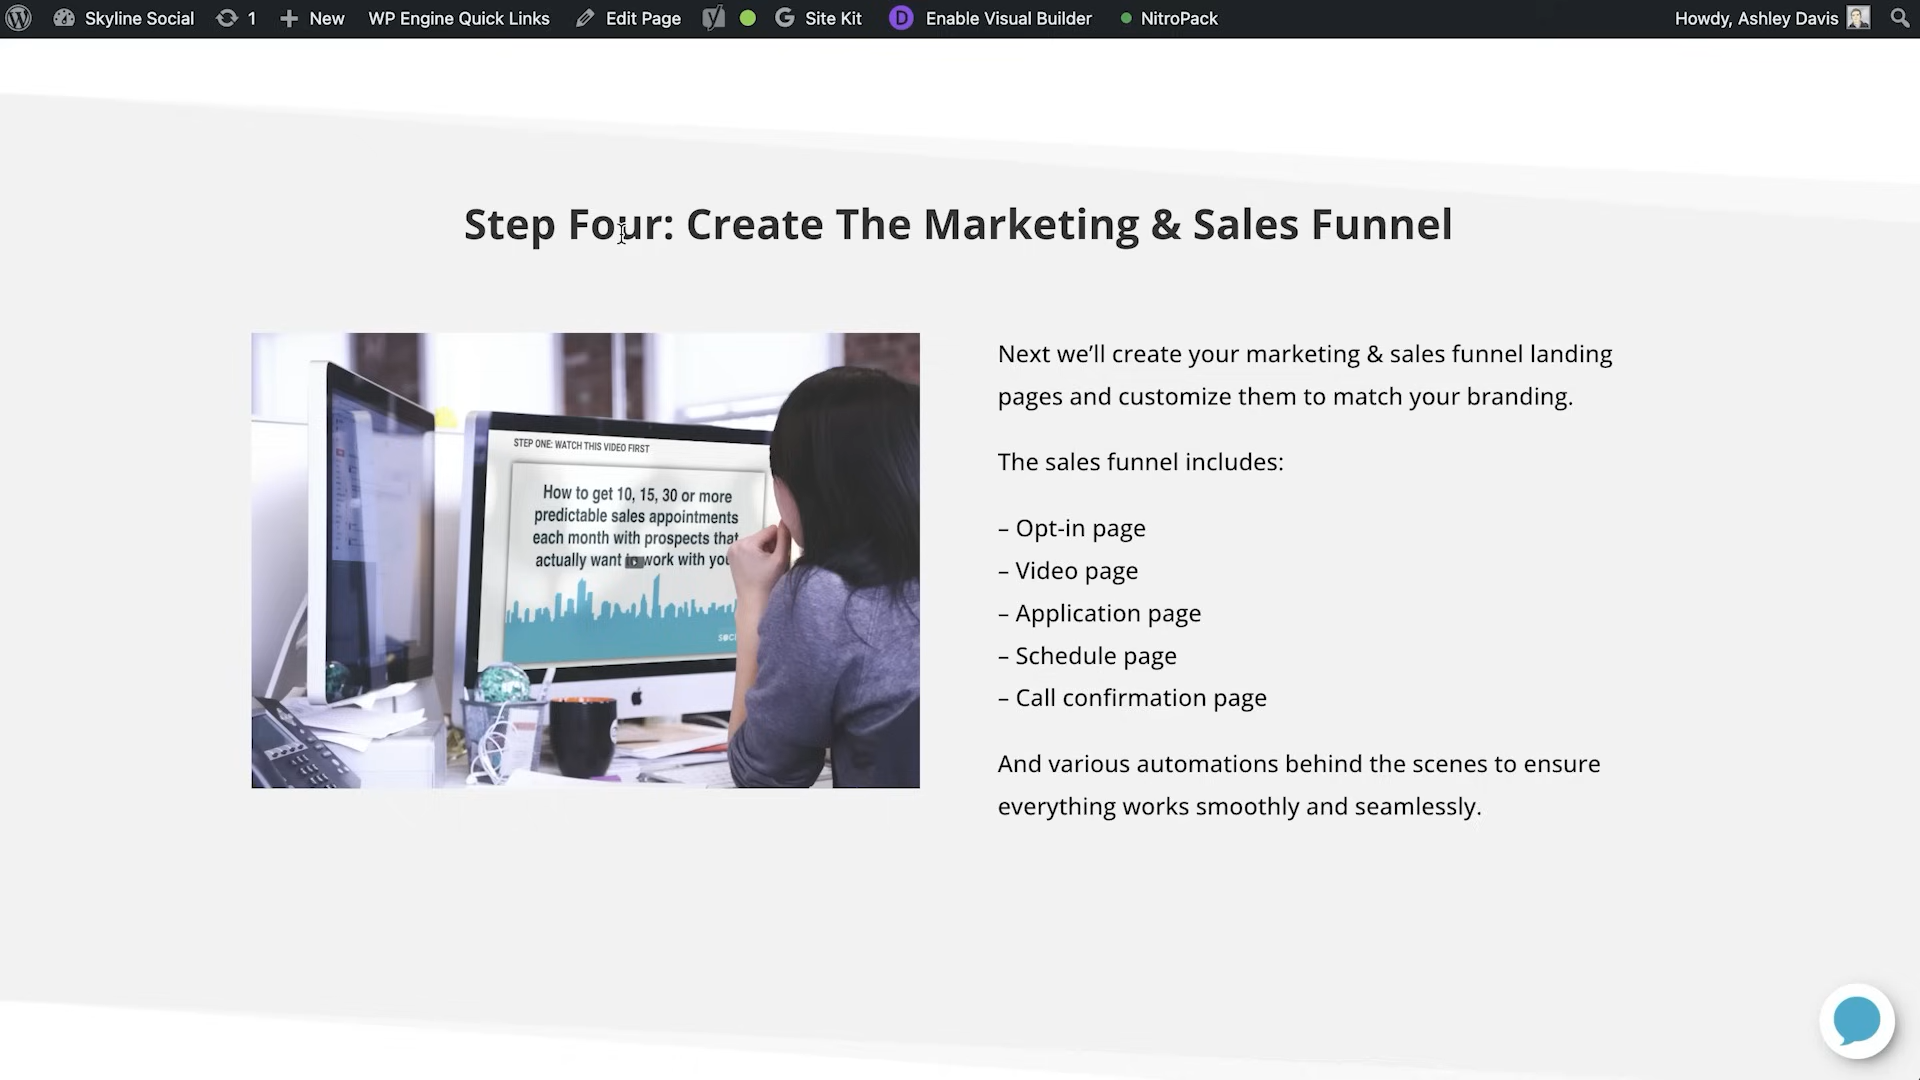 Skyline Social 1 New WP Engine Quick Links Edit Page Site Kit D Enable Visual Builder NitroPack Howdy, Ashley Davis
Step Four: Create The Marketing & Sales Funnel
STEP ONE: WATCH THIS VIDEO FIRST
How to get 10, 15, 30 or more
predictable sales appointments
each month with prospects that
actually want work with
Next we’ll create your marketing & sales funnel landing
pages and customize them to match your branding.
The sales funnel includes:
– Opt-in page
– Video page
– Application page
– Schedule page
– Call confirmation page
And various automations behind the scenes to ensure
everything works smoothly and seamlessly.